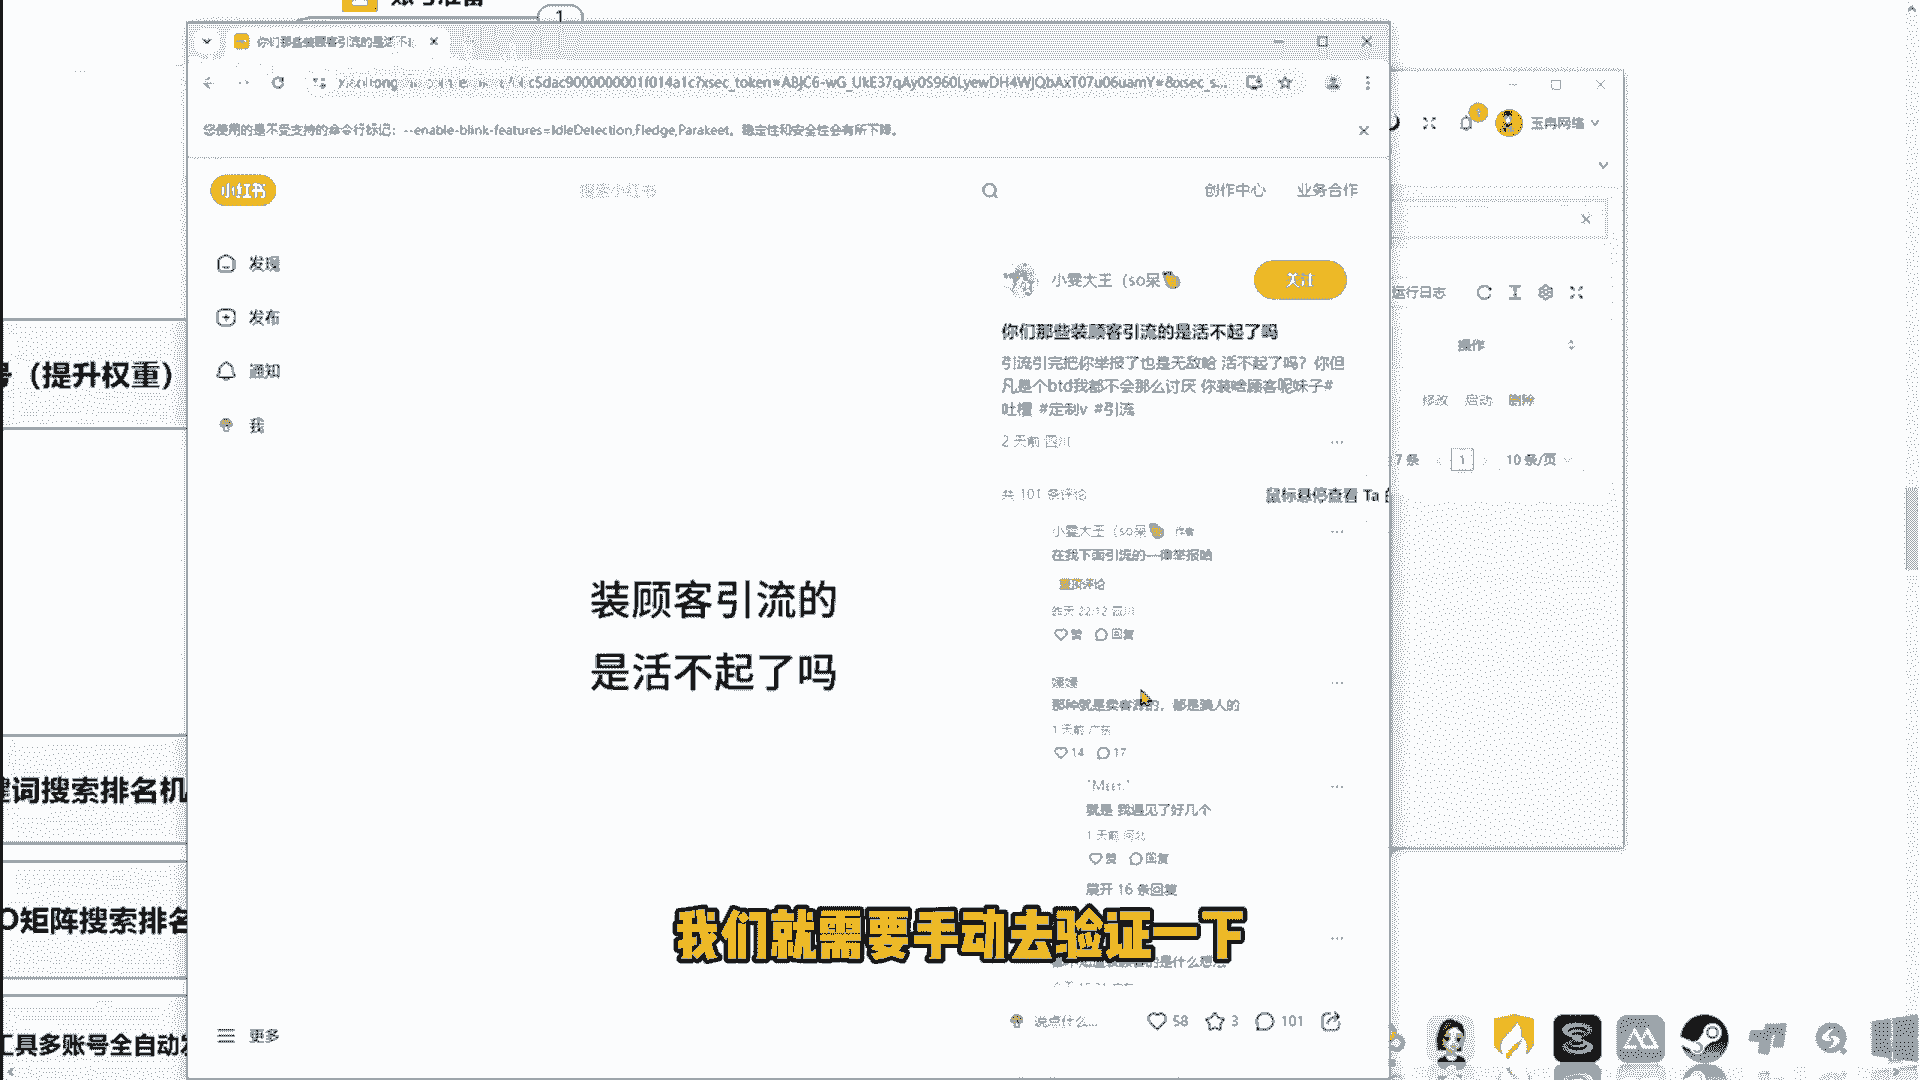 账号准备
1
你们那些装顾客引流的是活不
您使用的是不受支持的命令行标记: --enable-blink-features=IdleDetection,Fledge,Parakeet。稳定性和安全性会有所下降。
小红书
搜索小红书
创作中心
业务合作
玉冉网络
发现
发布
通知
我
更多
号（提升权重）
键词搜索排名机
O矩阵搜索排名
工具多账号全自动发
装顾客引流的
是活不起了吗
小霎大王（so呆
关注
你们那些装顾客引流的是活不起了吗
引流引完把你举报了也是无敌哈 活不起了吗？你但
凡是个btd我都不会那么讨厌 你装啥顾客呢妹子#
吐槽 #定制v #引流
2 天前 四川
共 101 条评论
鼠标悬停查看 Ta
小霎大王（so呆
作者
在我下面引流的一律举报哈
置顶评论
昨天 22:12 四川
赞
回复
那种就是卖客源的，都是骗人的
1 天前 广东
14
17
"Meet."
就是 我遇见了好几个
1 天前 河北
赞
回复
展开 16 条回复
我们就需要手动去验证一下
说点什么...
58
3
101
运行日志
操作
修改
启动
删除
7 条
1
10 条/页